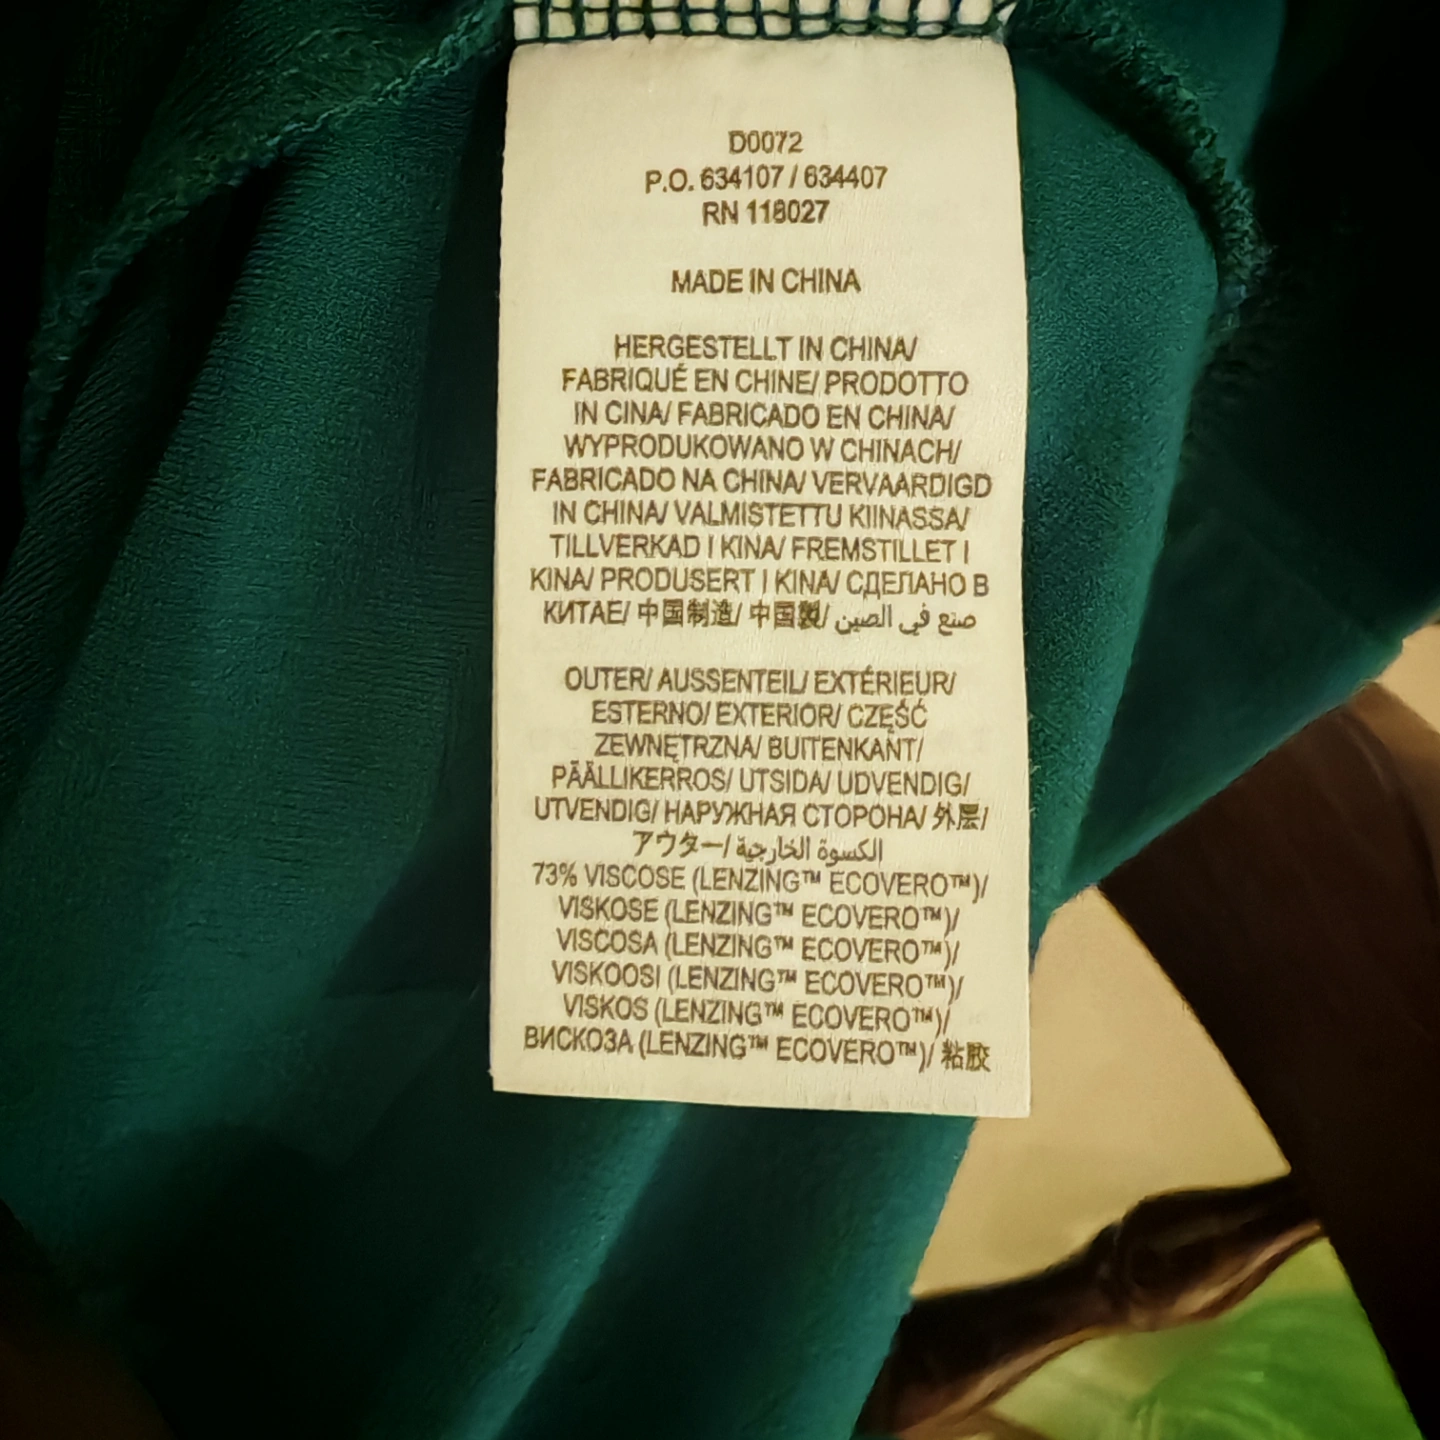 D0072
P.O. 634107 / 634407
RN 118027
MADE IN CHINA
HERGESTELLT IN CHINA/
FABRIQUÉ EN CHINE/ PRODOTTO
IN CINA/ FABRICADO EN CHINA/
WYPRODUKOWANO W CHINACH/
FABRICADO NA CHINA/ VERVAARDIGD
IN CHINA/ VALMISTETTU KIINASSA/
TILLVERKAD I KINA/ FREMSTILLET I
KINA/ PRODUSERT I KINA/ СДЕЛАНО В
КИТАЕ/ 中国制造/ 中国製/ صنع في الصين
OUTER/ AUSSENTEIL/ EXTÉRIEUR/
ESTERNO/ EXTERIOR/ CZĘŚĆ
ZEWNĘTRZNA/ BUITENKANT/
PÄÄLLIKERROS/ UTSIDA/ UDVENDIG/
UTVENDIG/ НАРУЖНАЯ СТОРОНА/ 外层/
アウター/ الكسوة الخارجية
73% VISCOSE (LENZING™ ECOVERO™)/
VISKOSE (LENZING™ ECOVERO™)/
VISCOSA (LENZING™ ECOVERO™)/
VISKOOSI (LENZING™ ECOVERO™)/
VISKOS (LENZING™ ECOVERO™)/
ВИСКОЗА (LENZING™ ECOVERO™)/ 粘胶